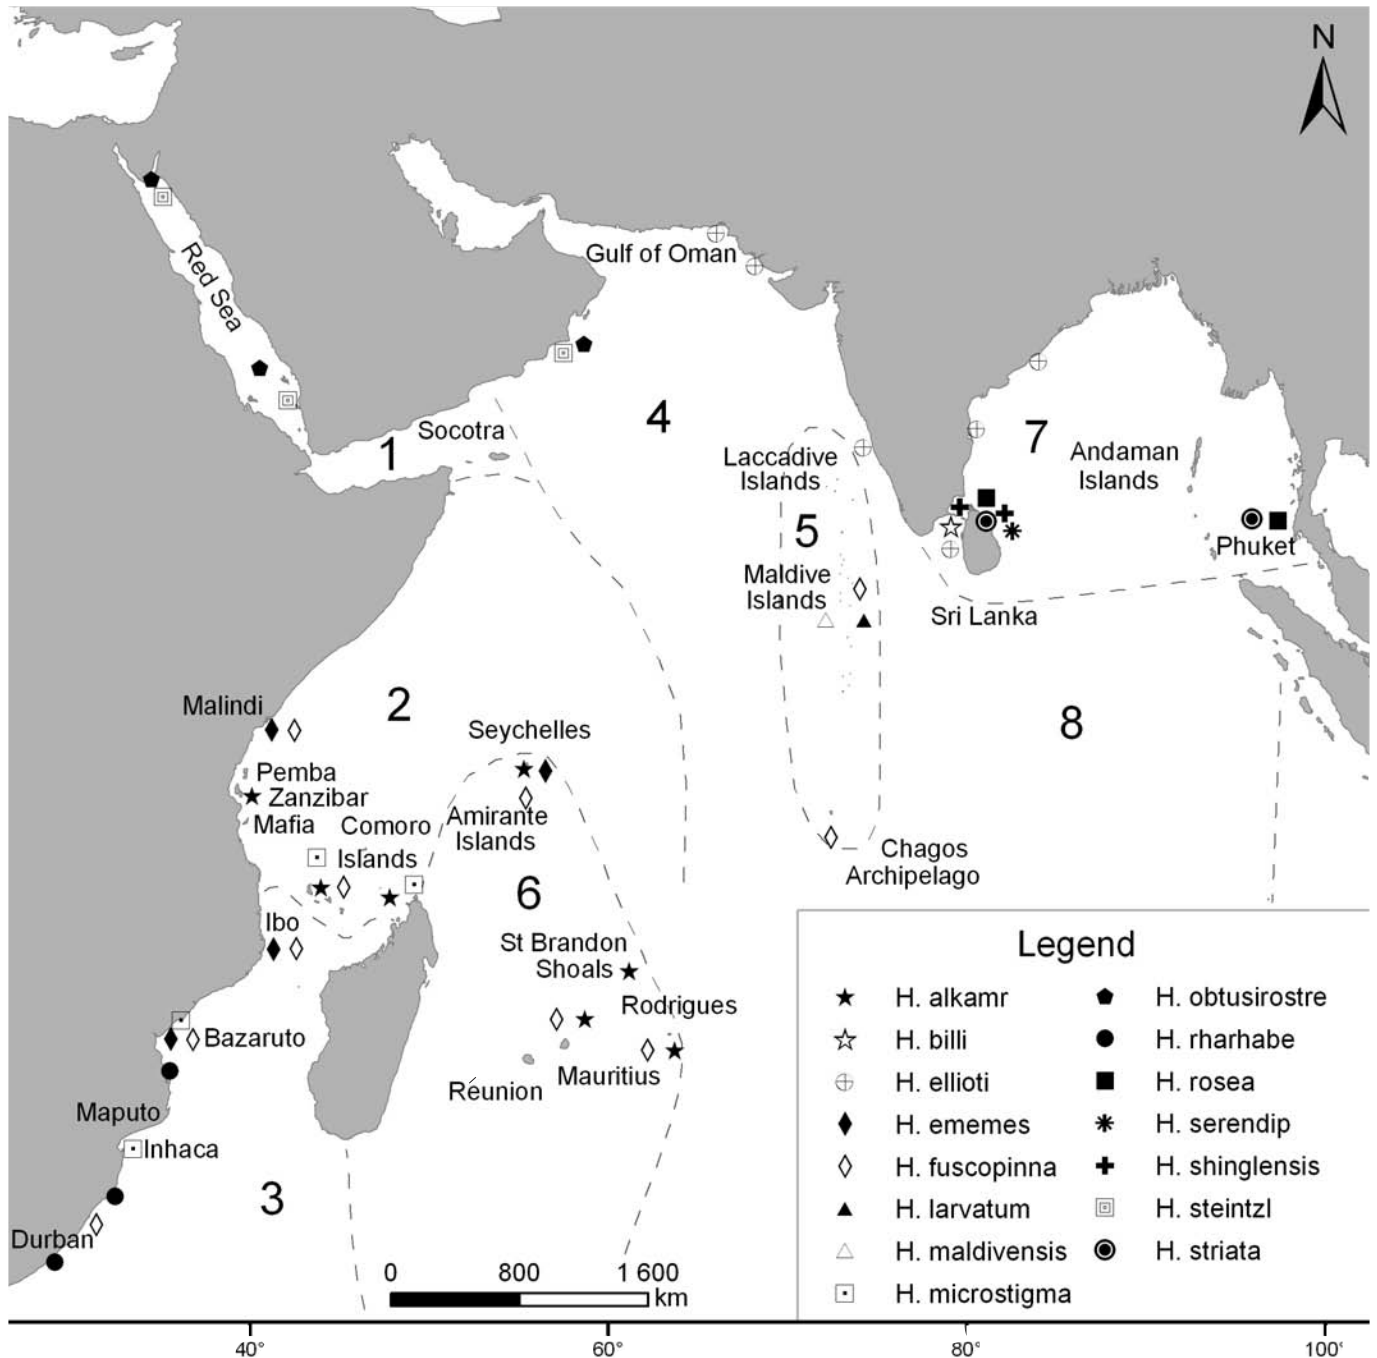 N
Red Sea
Gulf of Oman
1
Socotra
4
Laccadive
Islands
5
7
Andaman
Islands
Phuket
Maldive
Islands
Sri Lanka
Malindi
2
Seychelles
8
Pemba
Zanzibar
Mafia
Comoro
Islands
Amirante
Islands
Chagos
Archipelago
6
Ibo
St Brandon
Shoals
Rodrigues
Bazaruto
Mauritius
Réunion
Maputo
Inhaca
3
Durban
0 800 1 600
km
Legend
H. alkamr
H. billi
H. ellioti
H. ememes
H. fuscopinna
H. larvatum
H. maldivensis
H. microstigma
H. obtusirostre
H. rharhabe
H. rosea
H. serendip
H. shinglensis
H. steintzl
H. striata
40° 60° 80° 100°